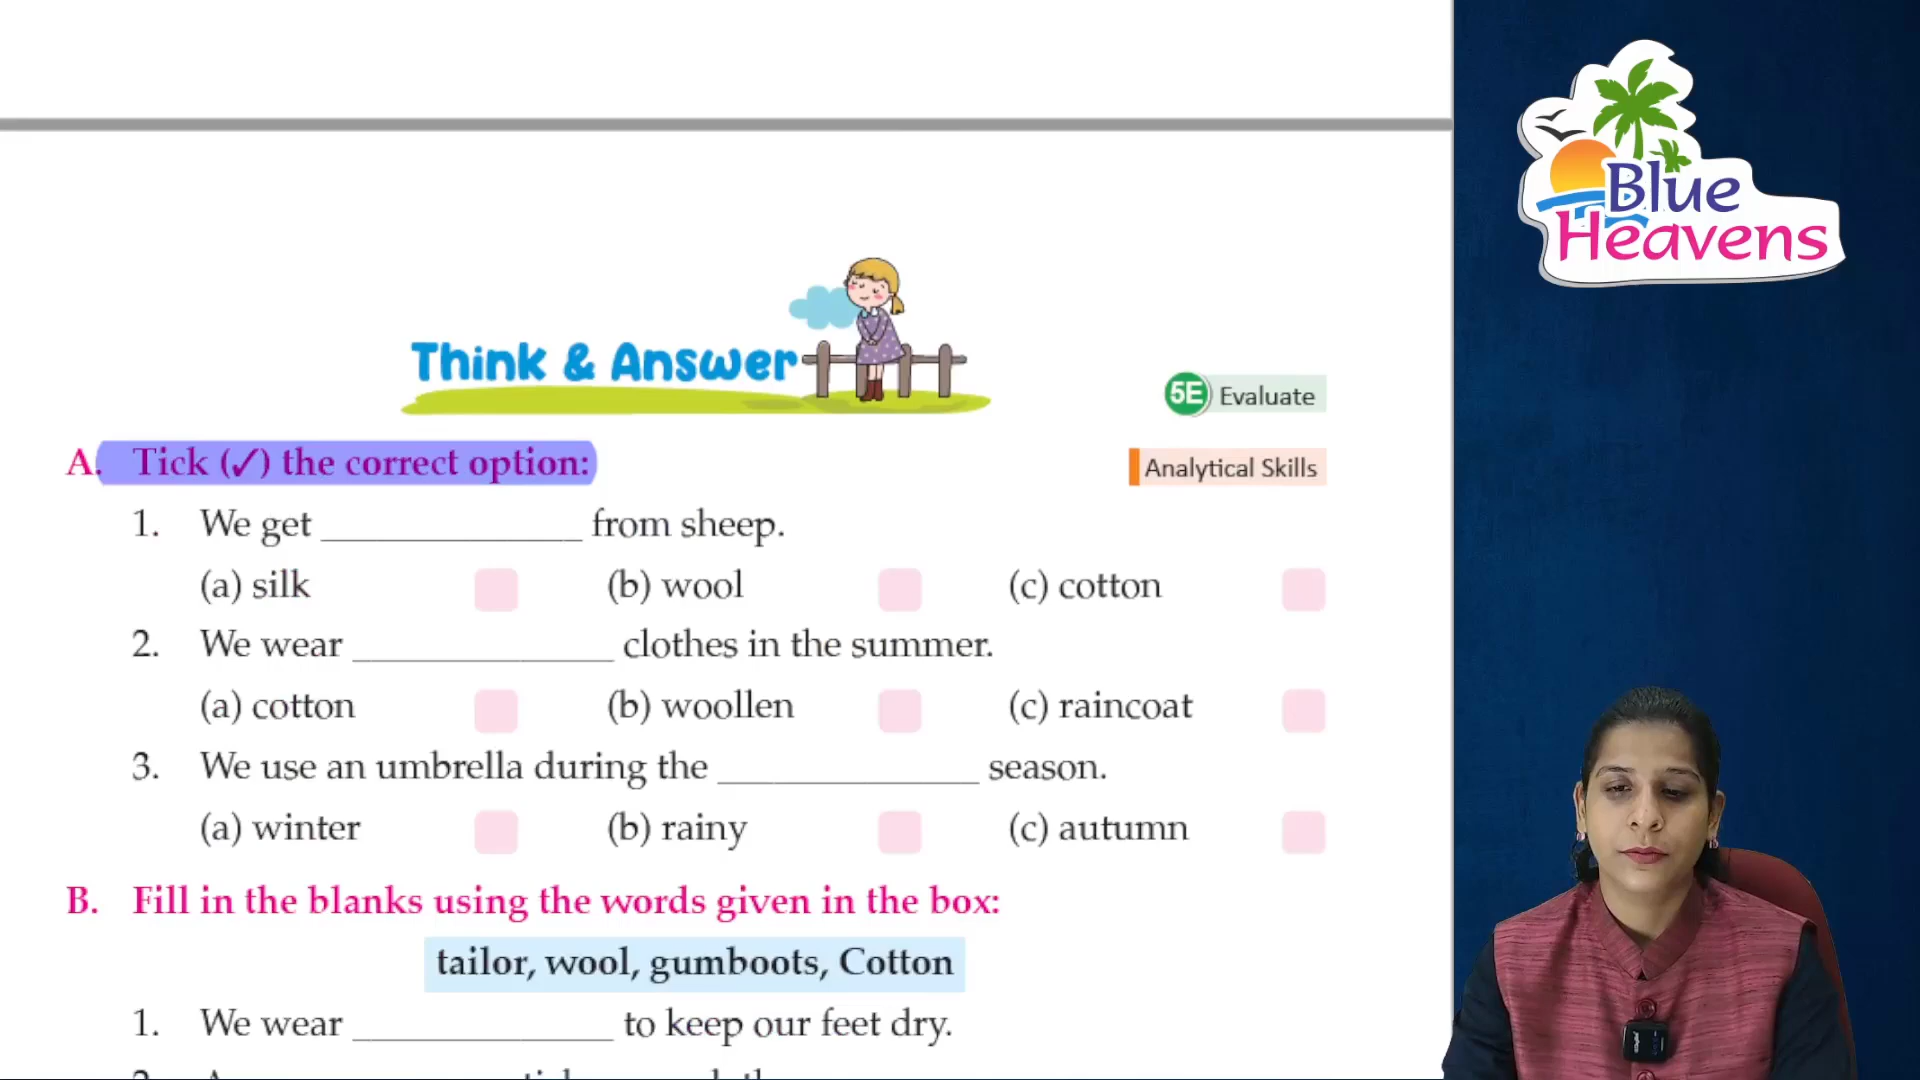 Blue
Heavens
Think & Answer
5E Evaluate
A. Tick (✓) the correct option:
Analytical Skills
1. We get ______________ from sheep.
(a) silk (b) wool (c) cotton
2. We wear ______________ clothes in the summer.
(a) cotton (b) woollen (c) raincoat
3. We use an umbrella during the ______________ season.
(a) winter (b) rainy (c) autumn
B. Fill in the blanks using the words given in the box:
tailor, wool, gumboots, Cotton
1. We wear ______________ to keep our feet dry.